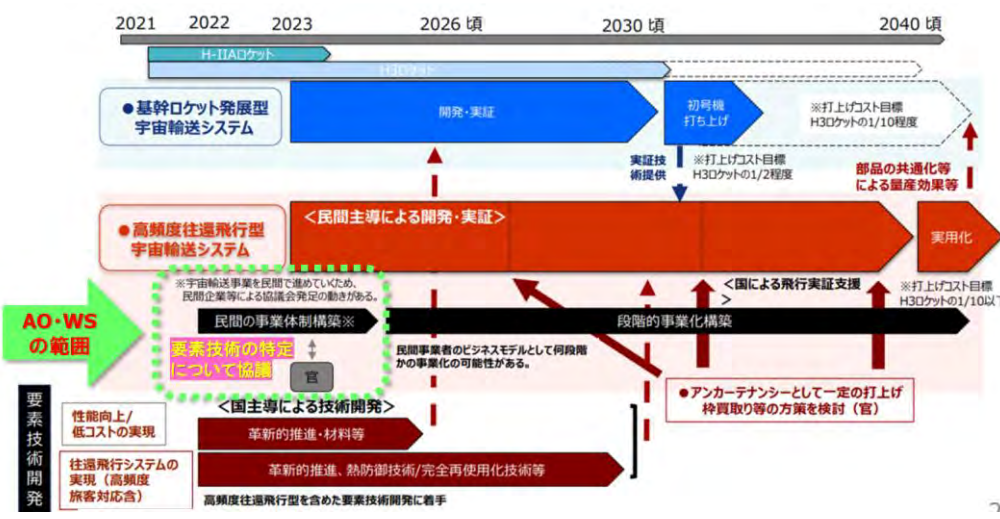 2021 2022 2023 2026 頃 2030 頃 2040 頃
H-IIAロケット
H3ロケット
●基幹ロケット発展型
宇宙輸送システム
開発・実証
初号機
打ち上げ
※打上げコスト目標
H3ロケットの1/10程度
実証技
術提供
※打上げコスト目標
H3ロケットの1/2程度
部品の共通化等
による量産効果等
●高頻度往還飛行型
宇宙輸送システム
<民間主導による開発・実証>
実用化
※宇宙輸送事業を民間で進めていくため、
民間企業等による協議会発足の動きがある。
<国による飛行実証支援
>
※打上げコスト目標
H3ロケットの1/10以下
AO・WS
の範囲
民間の事業体制構築※
段階的事業化構築
要素技術の特定
について協議
官
民間事業者のビジネスモデルとして何段階
かの事業化の可能性がある。
●アンカーテナンシーとして一定の打上げ
枠買取り等の方策を検討（官）
要素技術開発
<国主導による技術開発>
性能向上/
低コストの実現
革新的推進・材料等
往還飛行システムの
実現（高頻度
旅客対応含）
革新的推進、熱防御技術/完全再使用化技術等
高頻度往還飛行型を含めた要素技術開発に着手